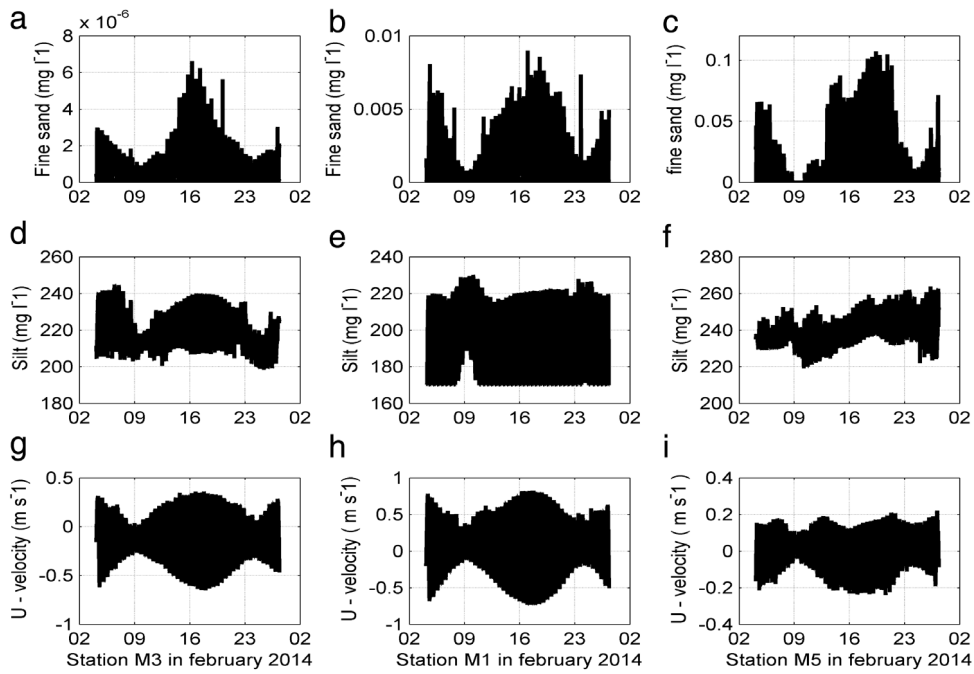 a
b
c
× 10⁻⁶
Fine sand (mg l⁻1)
8
6
4
2
0
02 09 16 23 02
Fine sand (mg l⁻1)
0.01
0.005
0
02 09 16 23 02
fine sand (mg l⁻1)
0.1
0.05
0
02 09 16 23 02
d
e
f
Silt (mg l⁻1)
260
240
220
200
180
02 09 16 23 02
Silt (mg l⁻1)
240
220
200
180
160
02 09 16 23 02
Silt (mg l⁻1)
280
260
240
220
200
02 09 16 23 02
g
h
i
U - velocity (m s⁻1)
0.5
0
-0.5
-1
02 09 16 23 02
Station M3 in february 2014
U - velocity (m s⁻1)
1
0.5
0
-0.5
-1
02 09 16 23 02
Station M1 in february 2014
U - velocity ( m s⁻1)
0.4
0.2
0
-0.2
-0.4
02 09 16 23 02
Station M5 in february 2014